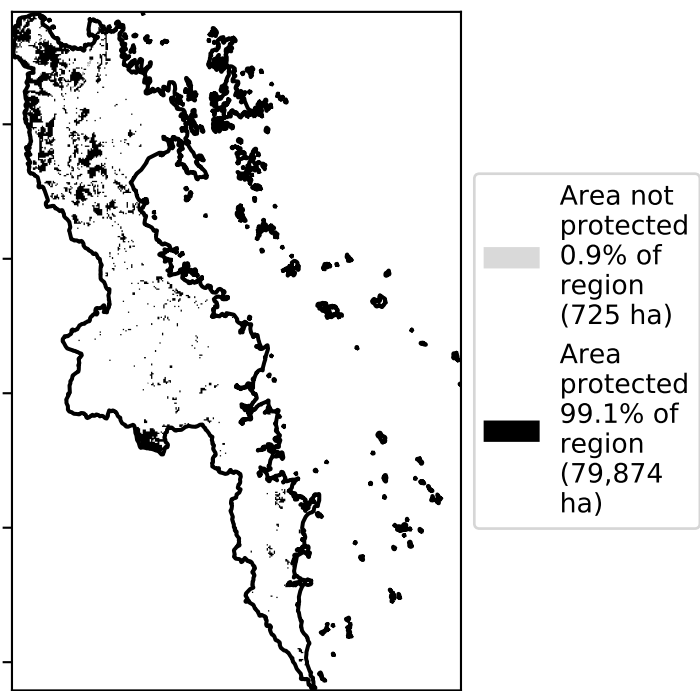 Area not
protected
0.9% of
region
(725 ha)
Area
protected
99.1% of
region
(79,874
ha)